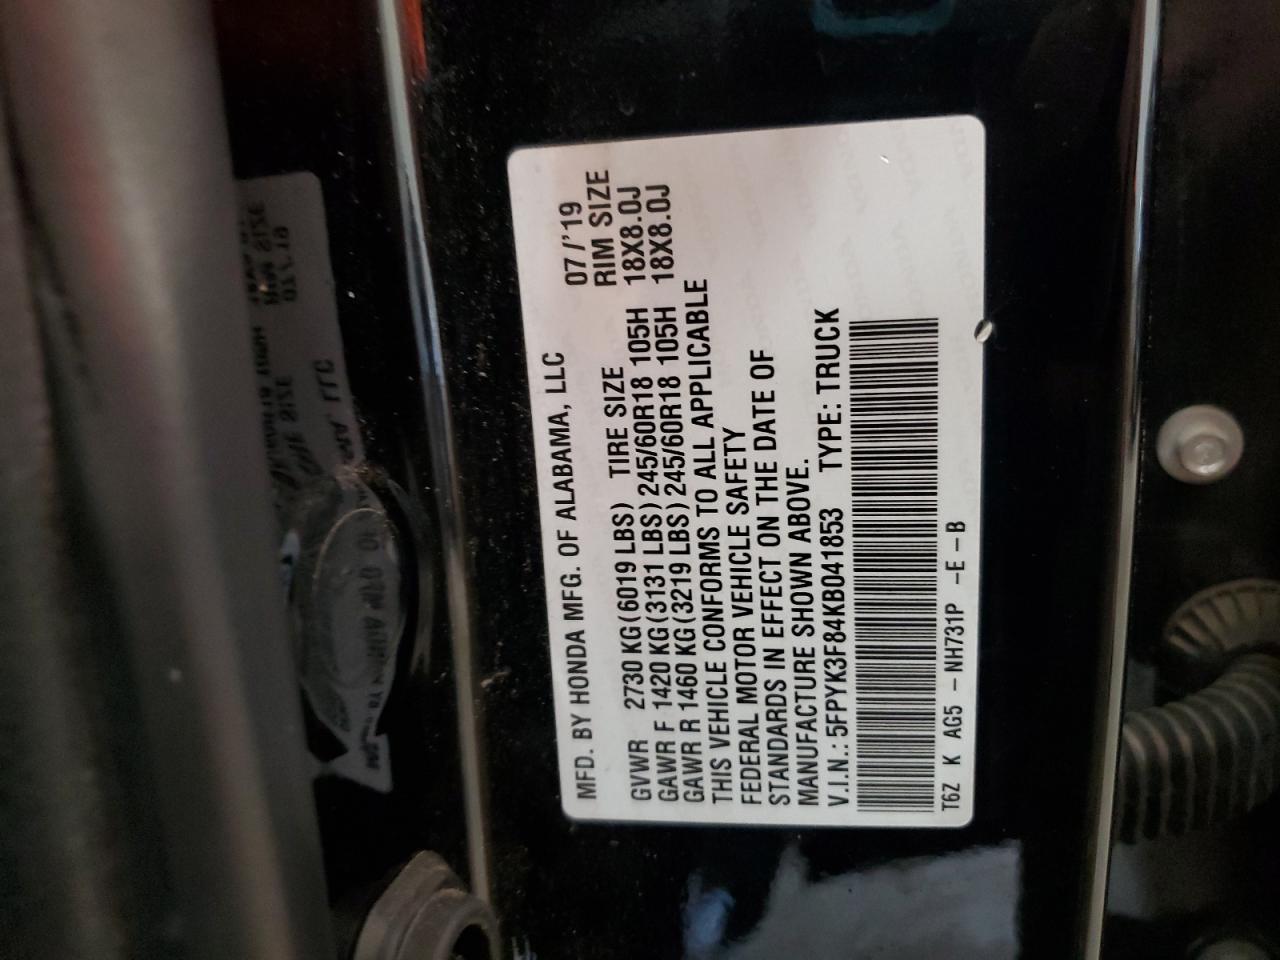 MFD. BY HONDA MFG. OF ALABAMA, LLC 07/'19
GVWR 2730 KG(6019 LBS) TIRE SIZE RIM SIZE
GAWR F 1420 KG(3131 LBS)245/60R18 105H 18X8.0J
GAWR R 1460 KG(3219 LBS)245/60R18 105H 18X8.0J
THIS VEHICLE CONFORMS TO ALL APPLICABLE
FEDERAL MOTOR VEHICLE SAFETY
STANDARDS IN EFFECT ON THE DATE OF
MANUFACTURE SHOWN ABOVE.
V.I.N.: 5FPYK3F84KB041853 TYPE: TRUCK
T6Z K AG5 - NH731P -E-B